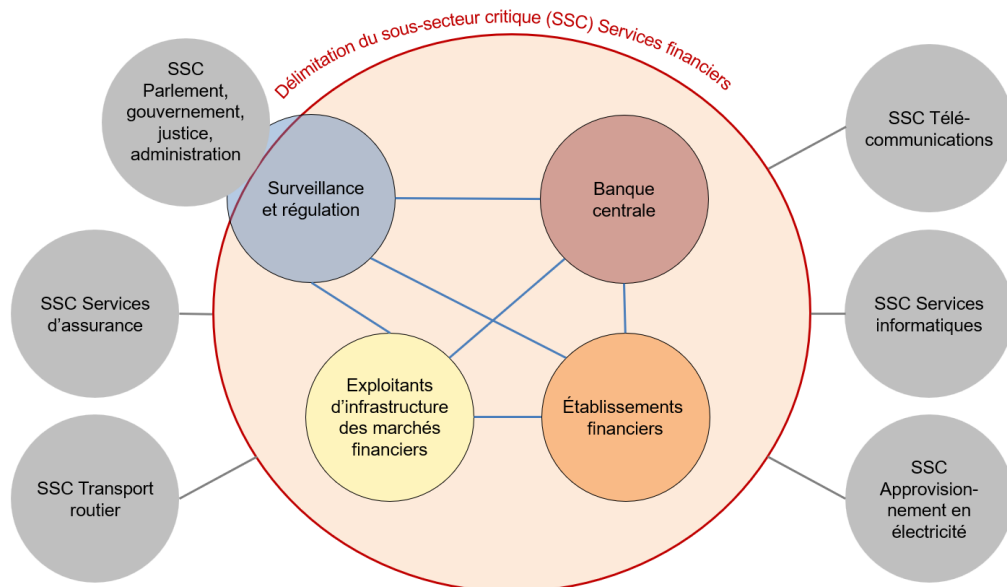 Délimitation du sous-secteur critique (SSC) Services financiers
SSC
Parlement,
gouvernement,
justice,
administration
SSC Télé-
communications
Surveillance
et régulation
Banque
centrale
SSC Services
d’assurance
SSC Services
informatiques
Exploitants
d’infrastructure
des marchés
financiers
Établissements
financiers
SSC Transport
routier
SSC
Approvision-
nement en
électricité